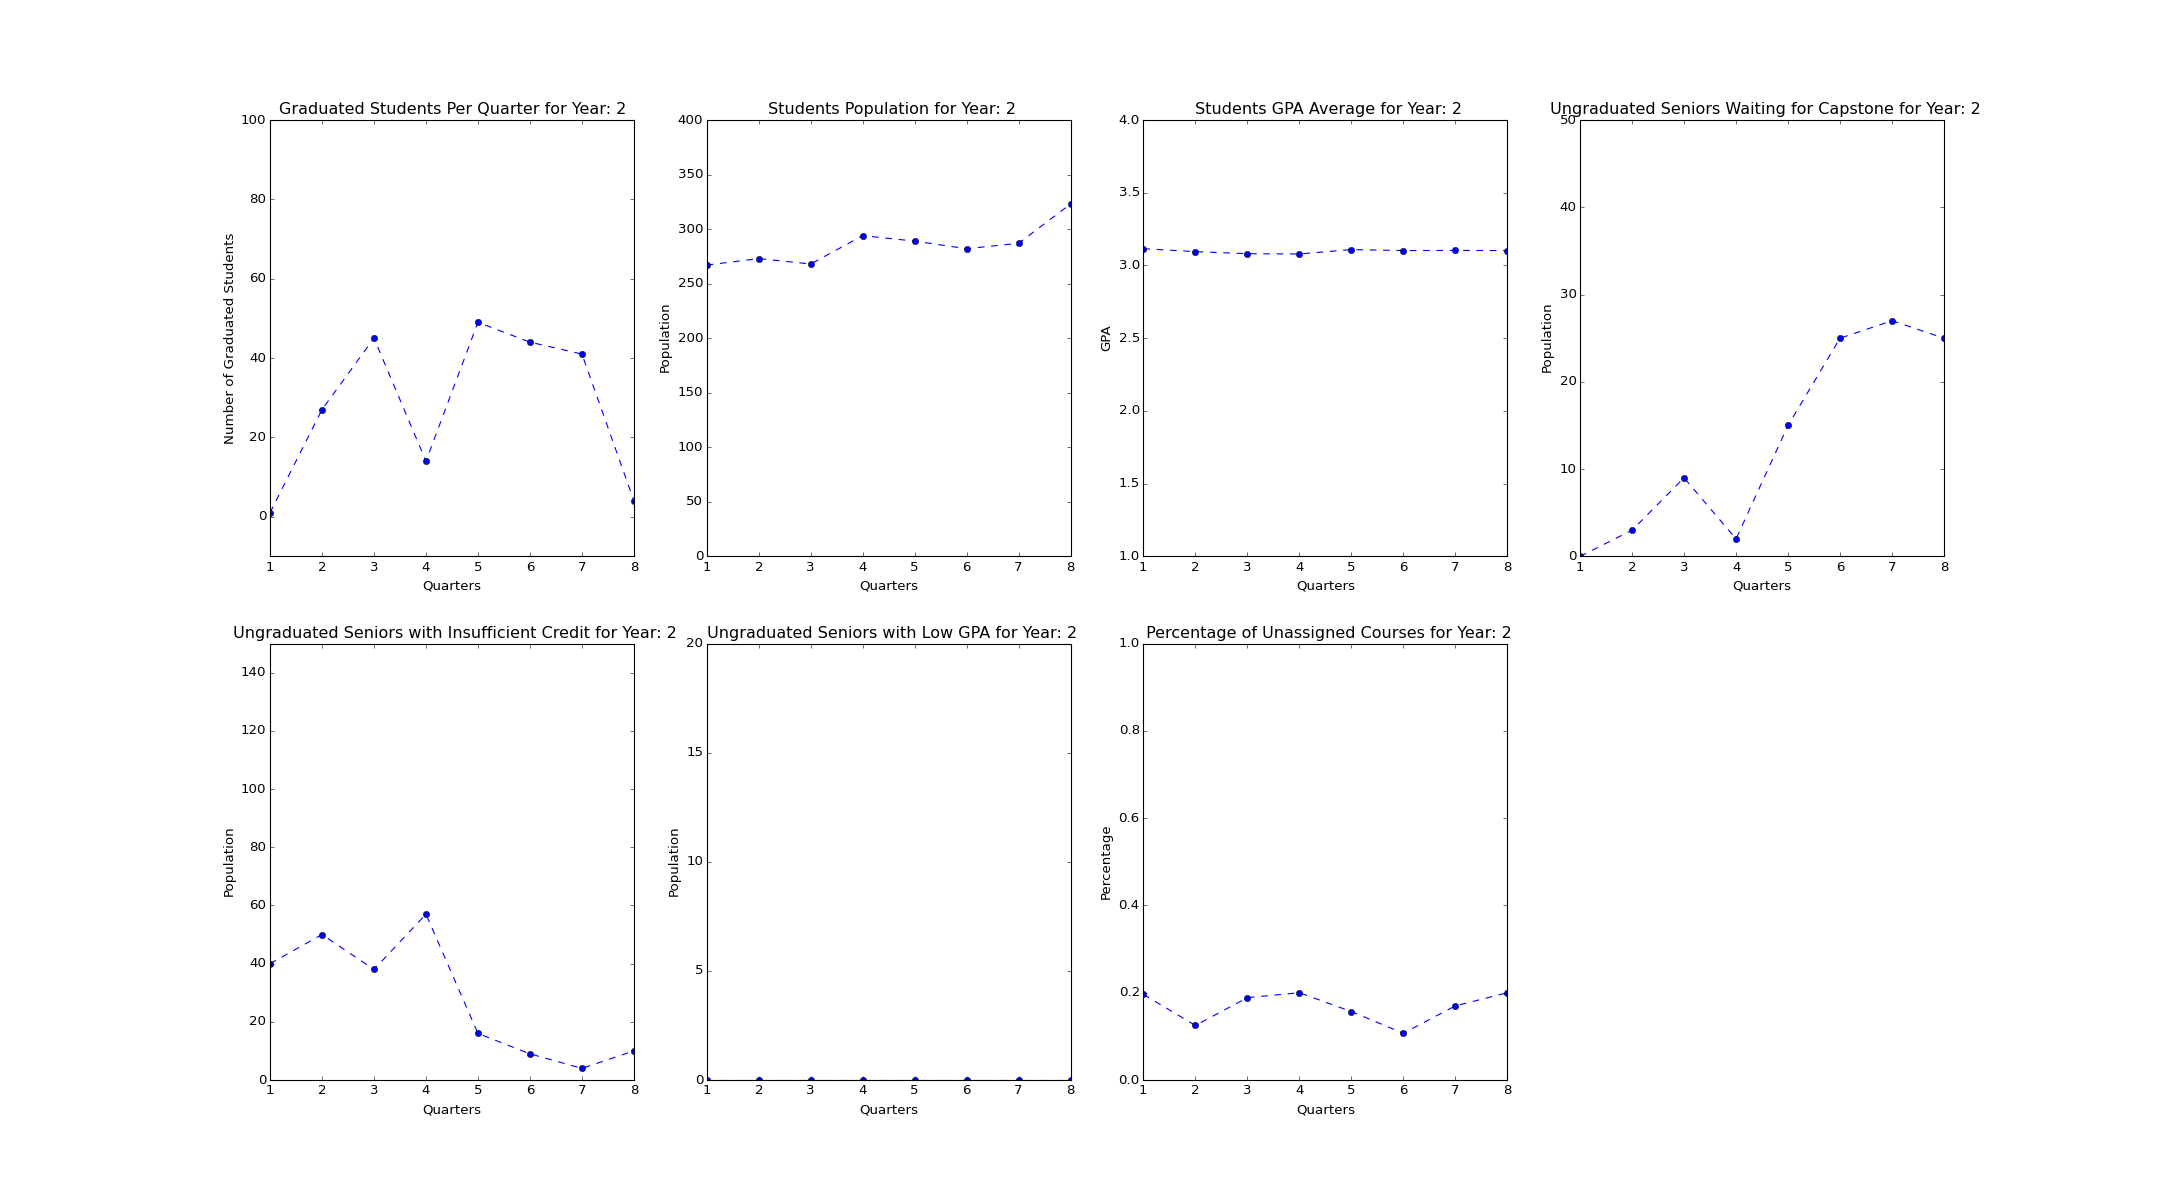 Graduated Students Per Quarter for Year: 2
100
80
60
40
20
0
Number of Graduated Students
1 2 3 4 5 6 7 8
Quarters
Students Population for Year: 2
400
350
300
250
200
150
100
50
0
Population
1 2 3 4 5 6 7 8
Quarters
Students GPA Average for Year: 2
4.0
3.5
3.0
2.5
2.0
1.5
1.0
GPA
1 2 3 4 5 6 7 8
Quarters
Ungraduated Seniors Waiting for Capstone for Year: 2
50
40
30
20
10
0
Population
1 2 3 4 5 6 7 8
Quarters
Ungraduated Seniors with Insufficient Credit for Year: 2
140
120
100
80
60
40
20
0
Population
1 2 3 4 5 6 7 8
Quarters
Ungraduated Seniors with Low GPA for Year: 2
20
15
10
5
0
Population
1 2 3 4 5 6 7 8
Quarters
Percentage of Unassigned Courses for Year: 2
1.0
0.8
0.6
0.4
0.2
0.0
Percentage
1 2 3 4 5 6 7 8
Quarters